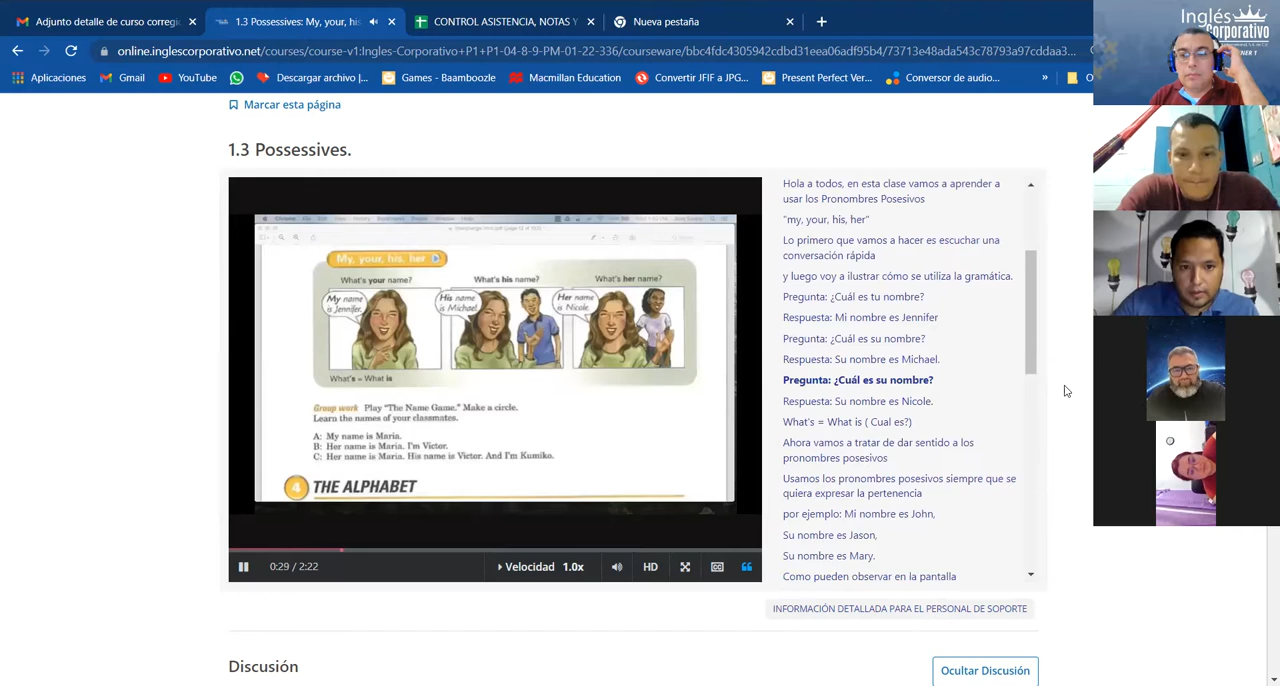 Adjunto detalle de curso corregi
1.3 Possessives: My, your, his
CONTROL ASISTENCIA, NOTAS Y
Nueva pestaña
online.inglescorporativo.net/courses/course-v1:Ingles-Corporativo+P1+P1-04-8-9-PM-01-22-336/courseware/bbc4fdc4305942cdbd31eea06adf95b4/73713e48ada543c78793a97cddaa3...
Aplicaciones
Gmail
YouTube
Descargar archivo |...
Games - Baamboozle
Macmillan Education
Convertir JFIF a JPG...
Present Perfect Ver...
Conversor de audio...
»
Inglés
Corporativo
Marcar esta página
1.3 Possessives.
My, your, his, her
What's your name?
What's his name?
What's her name?
My name
is Jennifer.
His name
is Michael.
Her name
is Nicole.
What's = What is
Group work Play "The Name Game." Make a circle.
Learn the names of your classmates.
A: My name is Maria.
B: Her name is Maria. I'm Victor.
C: Her name is Maria. His name is Victor. And I'm Kumiko.
4 THE ALPHABET
0:29 / 2:22
Velocidad 1.0x
HD
Hola a todos, en esta clase vamos a aprender a
usar los Pronombres Posesivos
"my, your, his, her"
Lo primero que vamos a hacer es escuchar una
conversación rápida
y luego voy a ilustrar cómo se utiliza la gramática.
Pregunta: ¿Cuál es tu nombre?
Respuesta: Mi nombre es Jennifer
Pregunta: ¿Cuál es su nombre?
Respuesta: Su nombre es Michael.
Pregunta: ¿Cuál es su nombre?
Respuesta: Su nombre es Nicole.
What's = What is ( Cual es?)
Ahora vamos a tratar de dar sentido a los
pronombres posesivos
Usamos los pronombres posesivos siempre que se
quiera expresar la pertenencia
por ejemplo: Mi nombre es John,
Su nombre es Jason,
Su nombre es Mary.
Como pueden observar en la pantalla
INFORMACIÓN DETALLADA PARA EL PERSONAL DE SOPORTE
Discusión
Ocultar Discusión